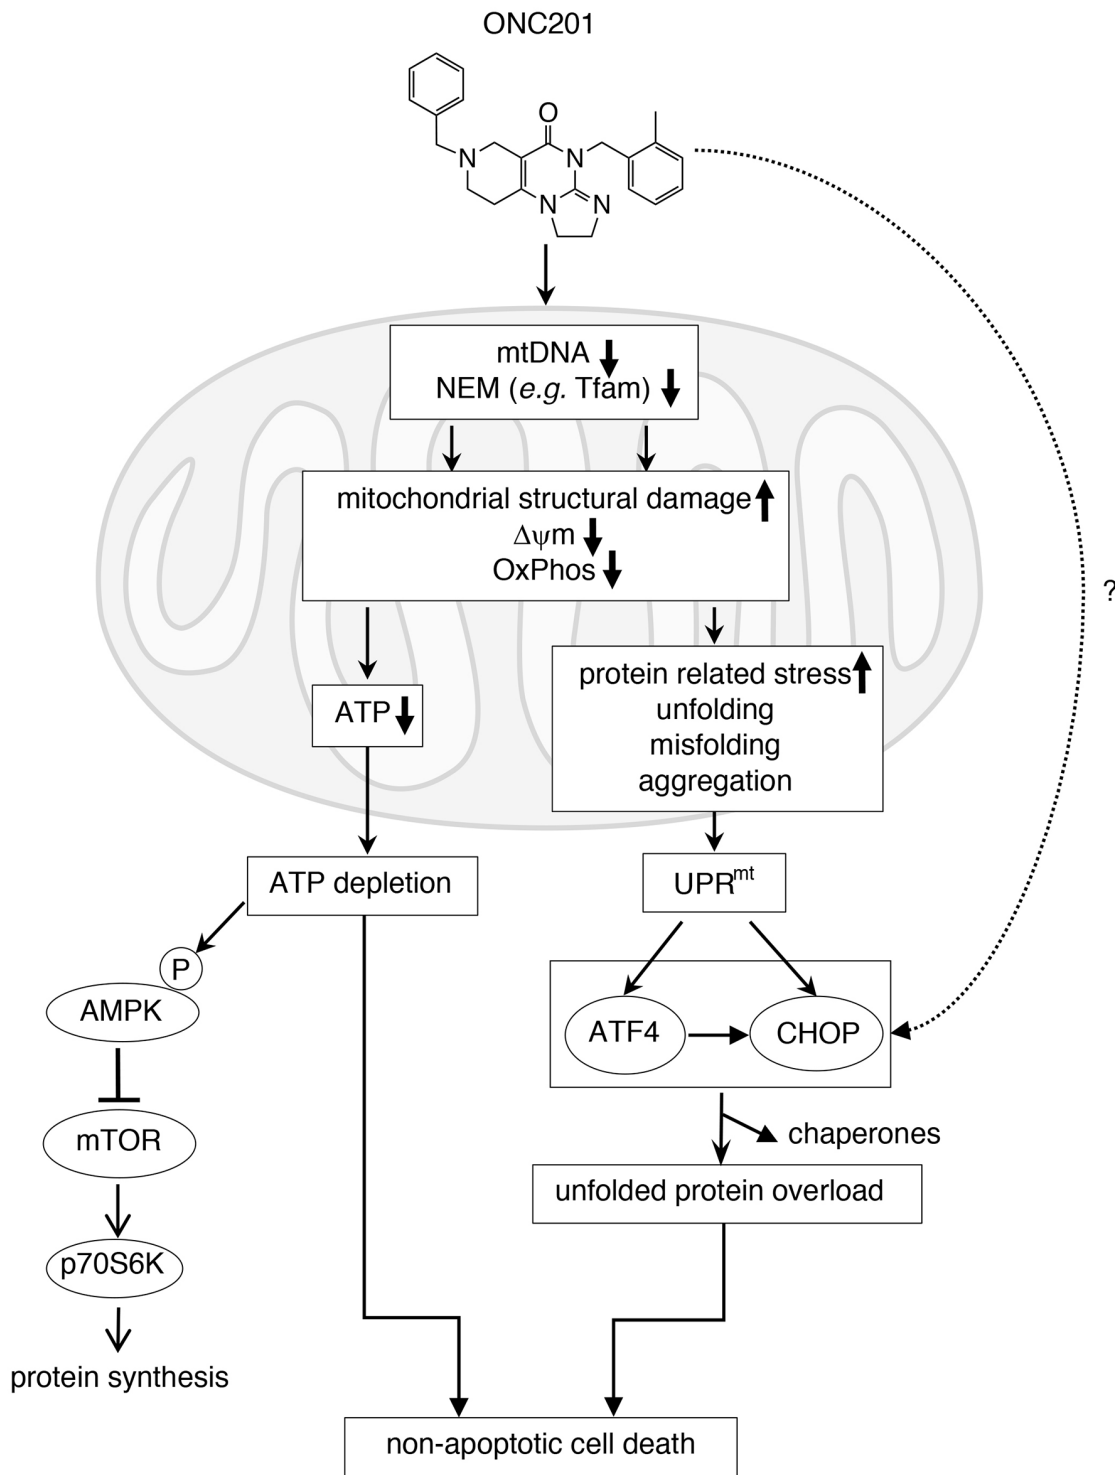 ONC201
O
N
N
N
N
mtDNA
NEM (e.g. Tfam)
mitochondrial structural damage
Δψm
OxPhos
?
protein related stress
unfolding
misfolding
aggregation
ATP
ATP depletion
UPRmt
P
AMPK
ATF4
CHOP
mTOR
chaperones
unfolded protein overload
p70S6K
protein synthesis
non-apoptotic cell death